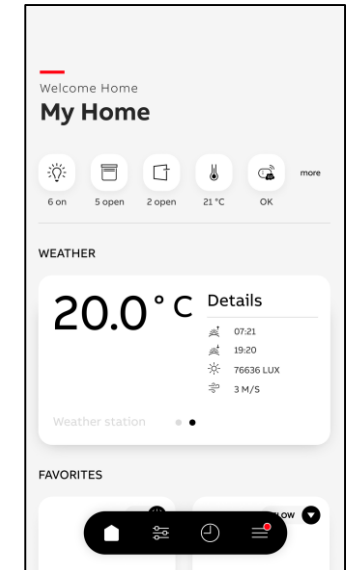 Welcome Home
My Home
6 on
5 open
2 open
21 °C
OK
more
WEATHER
20.0 ° C
Details
07:21
19:20
76636 LUX
3 M/S
Weather station
FAVORITES